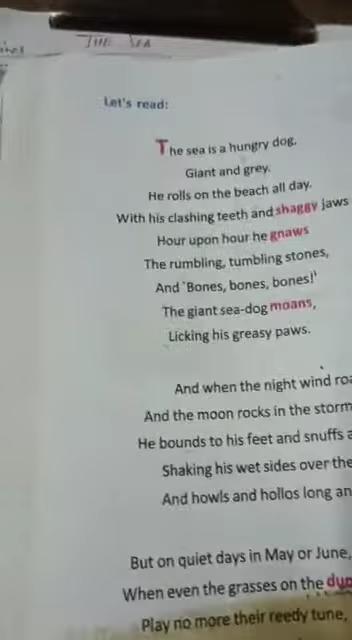 THE SEA
Let's read:
The sea is a hungry dog,
Giant and grey.
He rolls on the beach all day.
With his clashing teeth and shaggy jaws
Hour upon hour he gnaws
The rumbling, tumbling stones,
And 'Bones, bones, bones!'
The giant sea-dog moans,
Licking his greasy paws.
And when the night wind
And the moon rocks in the
He bounds to his feet and snuffs
Shaking his wet sides over the
And howls and hollos long
But on quiet days in May or June,
When even the grasses on the
Play no more their reedy tune,